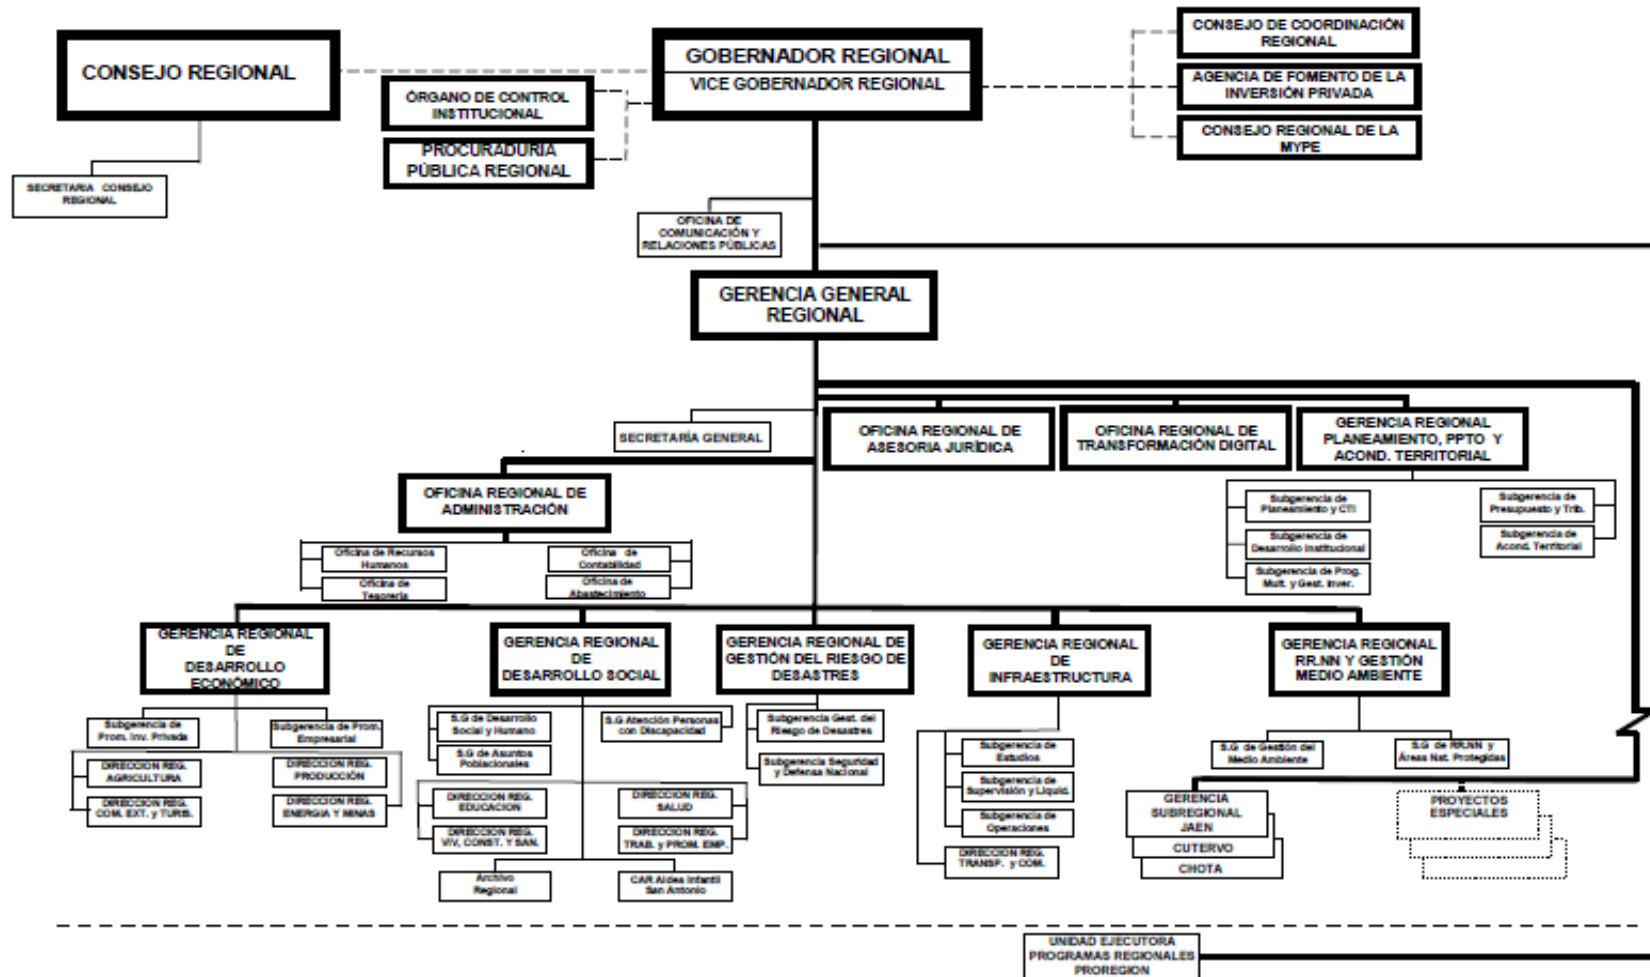 CONSEJO REGIONAL
GOBERNADOR REGIONAL
VICE GOBERNADOR REGIONAL
CONSEJO DE COORDINACIÓN
REGIONAL
AGENCIA DE FOMENTO DE LA
INVERSIÓN PRIVADA
CONSEJO REGIONAL DE LA
MYPE
ÓRGANO DE CONTROL
INSTITUCIONAL
PROCURADURIA
PÚBLICA REGIONAL
SECRETARIA CONSEJO
REGIONAL
OFICINA DE
COMUNICACIÓN Y
RELACIONES PÚBLICAS
GERENCIA GENERAL
REGIONAL
SECRETARÍA GENERAL
OFICINA REGIONAL DE
ASESORIA JURÍDICA
OFICINA REGIONAL DE
TRANSFORMACIÓN DIGITAL
GERENCIA REGIONAL
PLANEAMIENTO, PPTO Y
ACOND. TERRITORIAL
Subgerencia de
Planeamiento y CTI
Subgerencia de
Desarrollo Institucional
Subgerencia de Prog.
Mult. y Gest. Inver.
Subgerencia de
Presupuesto y Trib.
Subgerencia de
Acond. Territorial
OFICINA REGIONAL DE
ADMINISTRACIÓN
Oficina de Recursos
Humanos
Oficina de
Tesorería
Oficina de
Contabilidad
Oficina de
Abastecimiento
GERENCIA REGIONAL
DE
DESARROLLO
ECONÓMICO
Subgerencia de
Prom. Inv. Privada
Subgerencia de Prom.
Empresarial
DIRECCIÓN REG.
AGRICULTURA
DIRECCIÓN REG.
PRODUCCIÓN
DIRECCION REG.
COM. EXT. y TURIS.
DIRECCION REG.
ENERGIA Y MINAS
GERENCIA REGIONAL
DE
DESARROLLO SOCIAL
S.G de Desarrollo
Social y Humano
S.G Atención Personas
con Discapacidad
S.G de Asuntos
Poblacionales
DIRECCION REG.
EDUCACION
DIRECCION REG.
SALUD
DIRECCION REG.
VIV, CONST. Y SAN.
DIRECCION REG.
TRAB. y PROM. EMP.
Archivo
Regional
CAR Aldea Infantil
San Antonio
GERENCIA REGIONAL DE
GESTIÓN DEL RIESGO DE
DESASTRES
Subgerencia Gest. del
Riesgo de Desastres
Subgerencia Seguridad
y Defensa Nacional
GERENCIA REGIONAL
DE
INFRAESTRUCTURA
Subgerencia de
Estudios
Subgerencia de
Supervisión y Liquid.
Subgerencia de
Operaciones
DIRECCION REG.
TRANSP. y COM.
GERENCIA REGIONAL
RR.NN Y GESTIÓN
MEDIO AMBIENTE
S.G de Gestión del
Medio Ambiente
S.G de RR.NN y
Áreas Nat. Protegidas
GERENCIA
SUBREGIONAL
JAEN
CUTERVO
CHOTA
PROYECTOS
ESPECIALES
UNIDAD EJECUTORA
PROGRAMAS REGIONALES
PROREGION